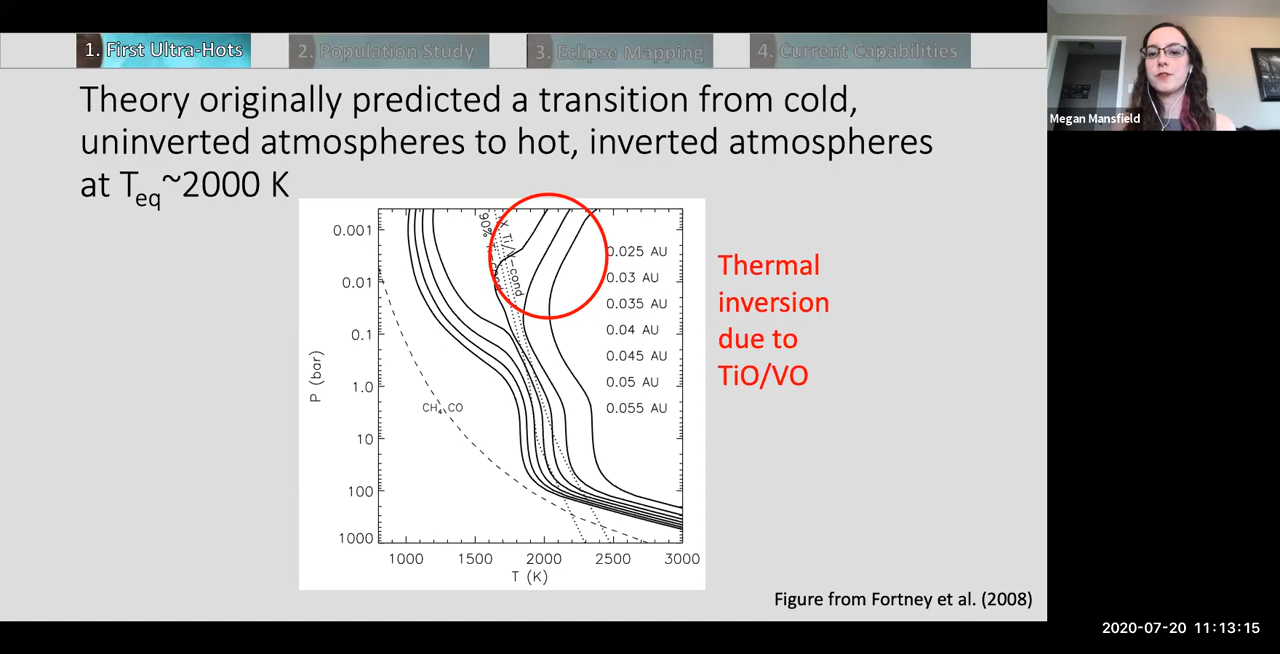 1. First Ultra-Hots
2. Population Study
3. Eclipse Mapping
4. Current Capabilities
Megan Mansfield
Theory originally predicted a transition from cold,
uninverted atmospheres to hot, inverted atmospheres
at Teq~2000 K
0.001
0.01
0.1
1.0
10
100
1000
P (bar)
90%
Ti/V-cond
CH4 CO
0.025 AU
0.03 AU
0.035 AU
0.04 AU
0.045 AU
0.05 AU
0.055 AU
1000 1500 2000 2500 3000
T (K)
Thermal
inversion
due to
TiO/VO
Figure from Fortney et al. (2008)
2020-07-20 11:13:15